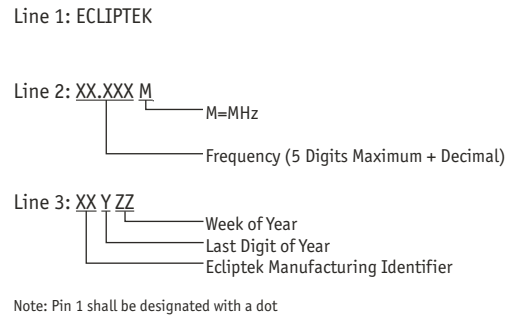 Line 1: ECLIPTEK
Line 2: XX.XXX M
M=MHz
Frequency (5 Digits Maximum + Decimal)
Line 3: XX Y ZZ
Week of Year
Last Digit of Year
Ecliptek Manufacturing Identifier
Note: Pin 1 shall be designated with a dot